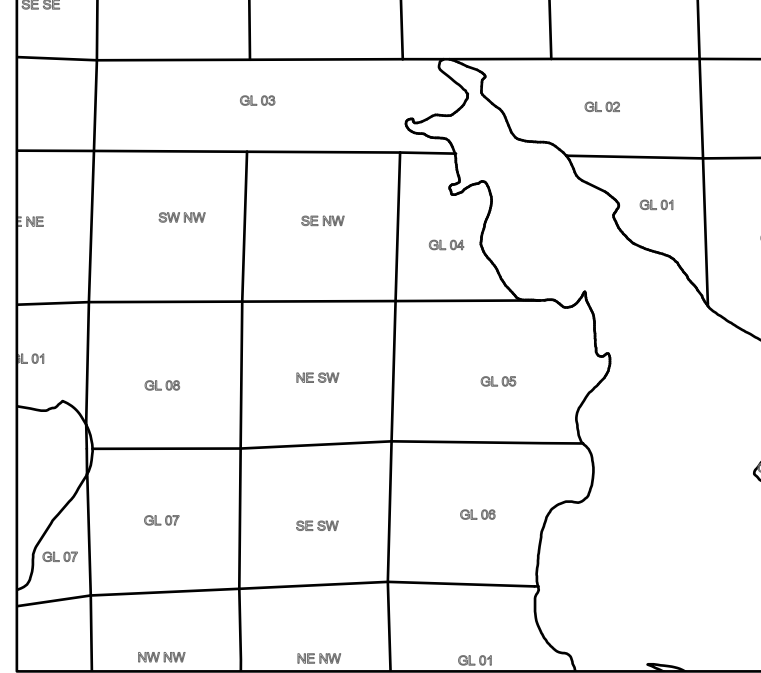 SE SE
GL 03
GL 02
GL 01
NE
SW NW
SE NW
GL 04
GL 01
GL 08
NE SW
GL 05
GL 07
SE SW
GL 06
GL 07
NW NW
NE NW
GL 01